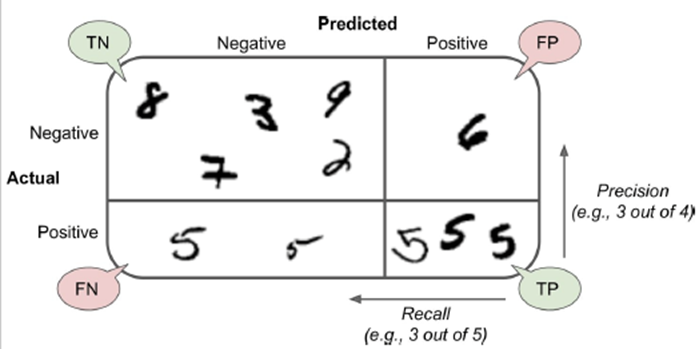 Predicted
TN Negative Positive FP
8 3 9
Negative 6
7 2
Actual
Precision
(e.g., 3 out of 4)
Positive 5 5 5 5 5
FN TP
Recall
(e.g., 3 out of 5)